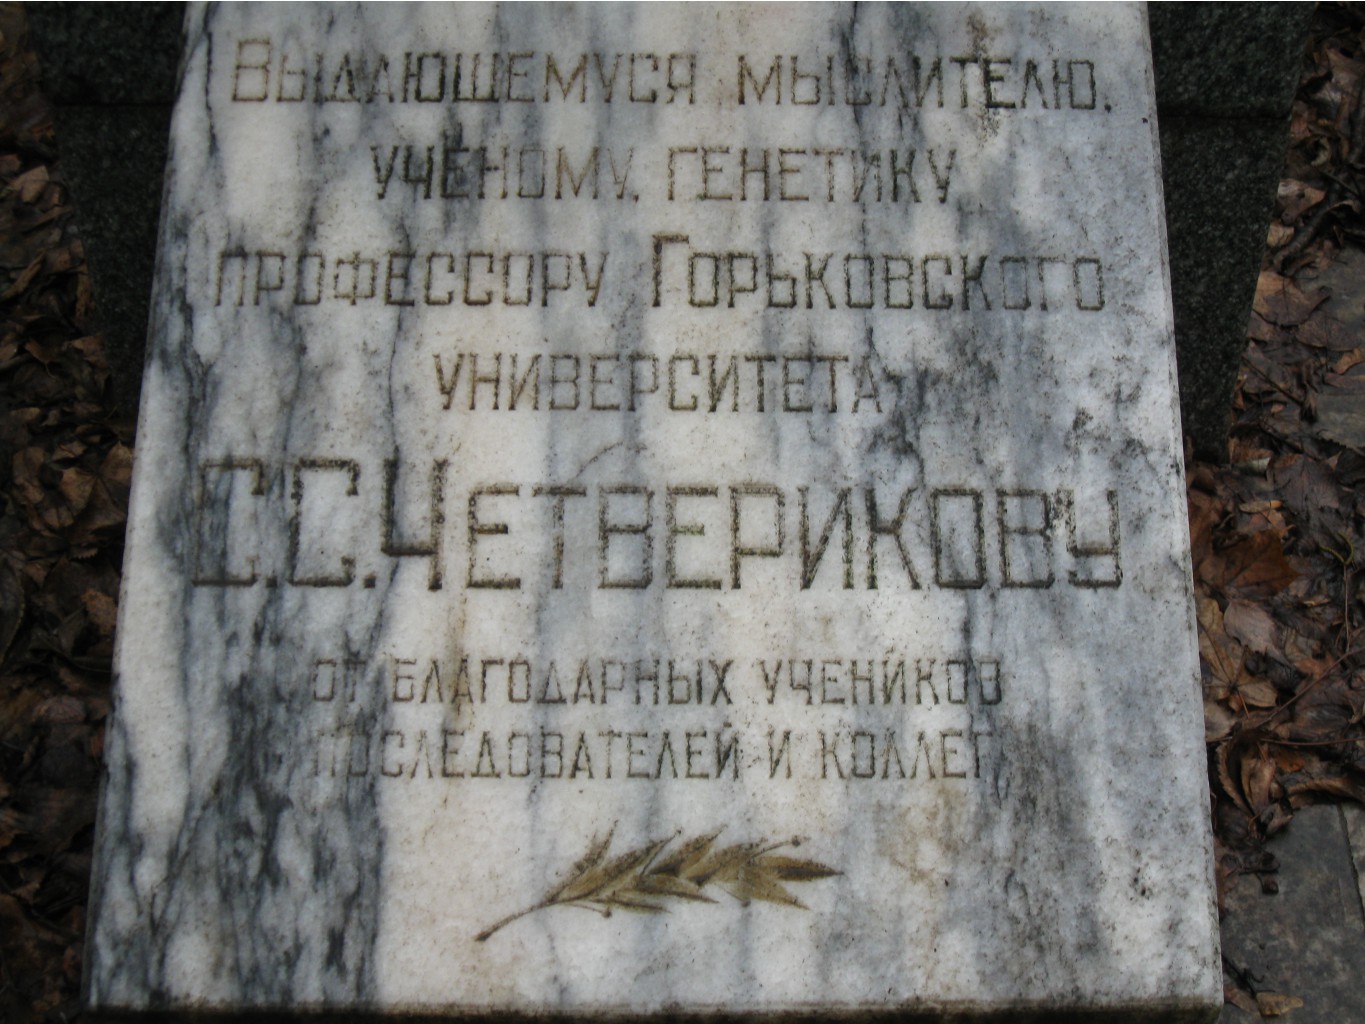 Выдающемуся мыслителю,
ученому, генетику
профессору Горьковского
университета
С.С.Четверикову
от благодарных учеников
последователей и коллег,